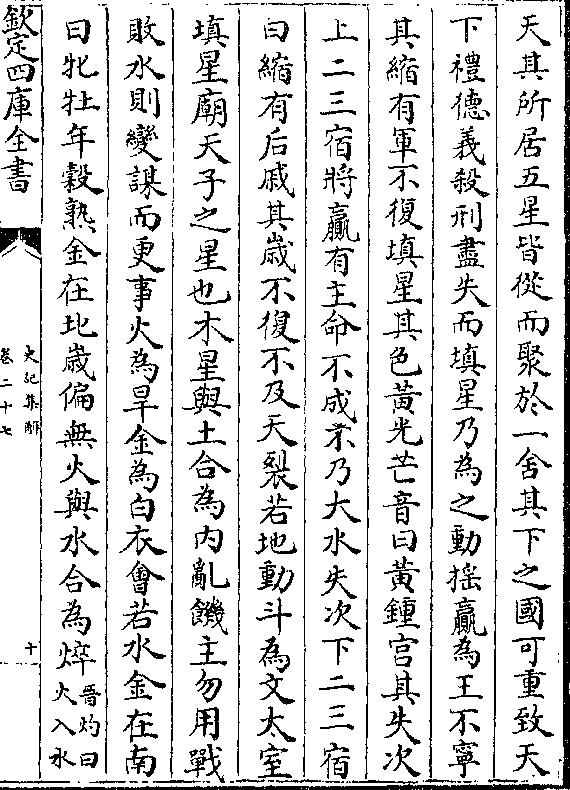 天其所居五星皆從而聚於一舍其下之國可重致天
下禮德義殺刑盡失而填星乃為之動揺贏為王不寧
其縮有軍不復填星其色黃光芒音曰黃鍾宮其失次
上二三宿將贏有主命不成不乃大水失次下二三宿
曰縮有后戚其嵗不復不及天裂若地動斗為文太室
填星廟天子之星也木星與土合為内亂饑主勿用戰
敗水則變謀而更事火為旱金為白衣會若水金在南
曰牝牡年穀熟金在北嵗偏無火與水合為焠晉灼曰火入水
欽定四庫全書
史記集解
卷二十七
十